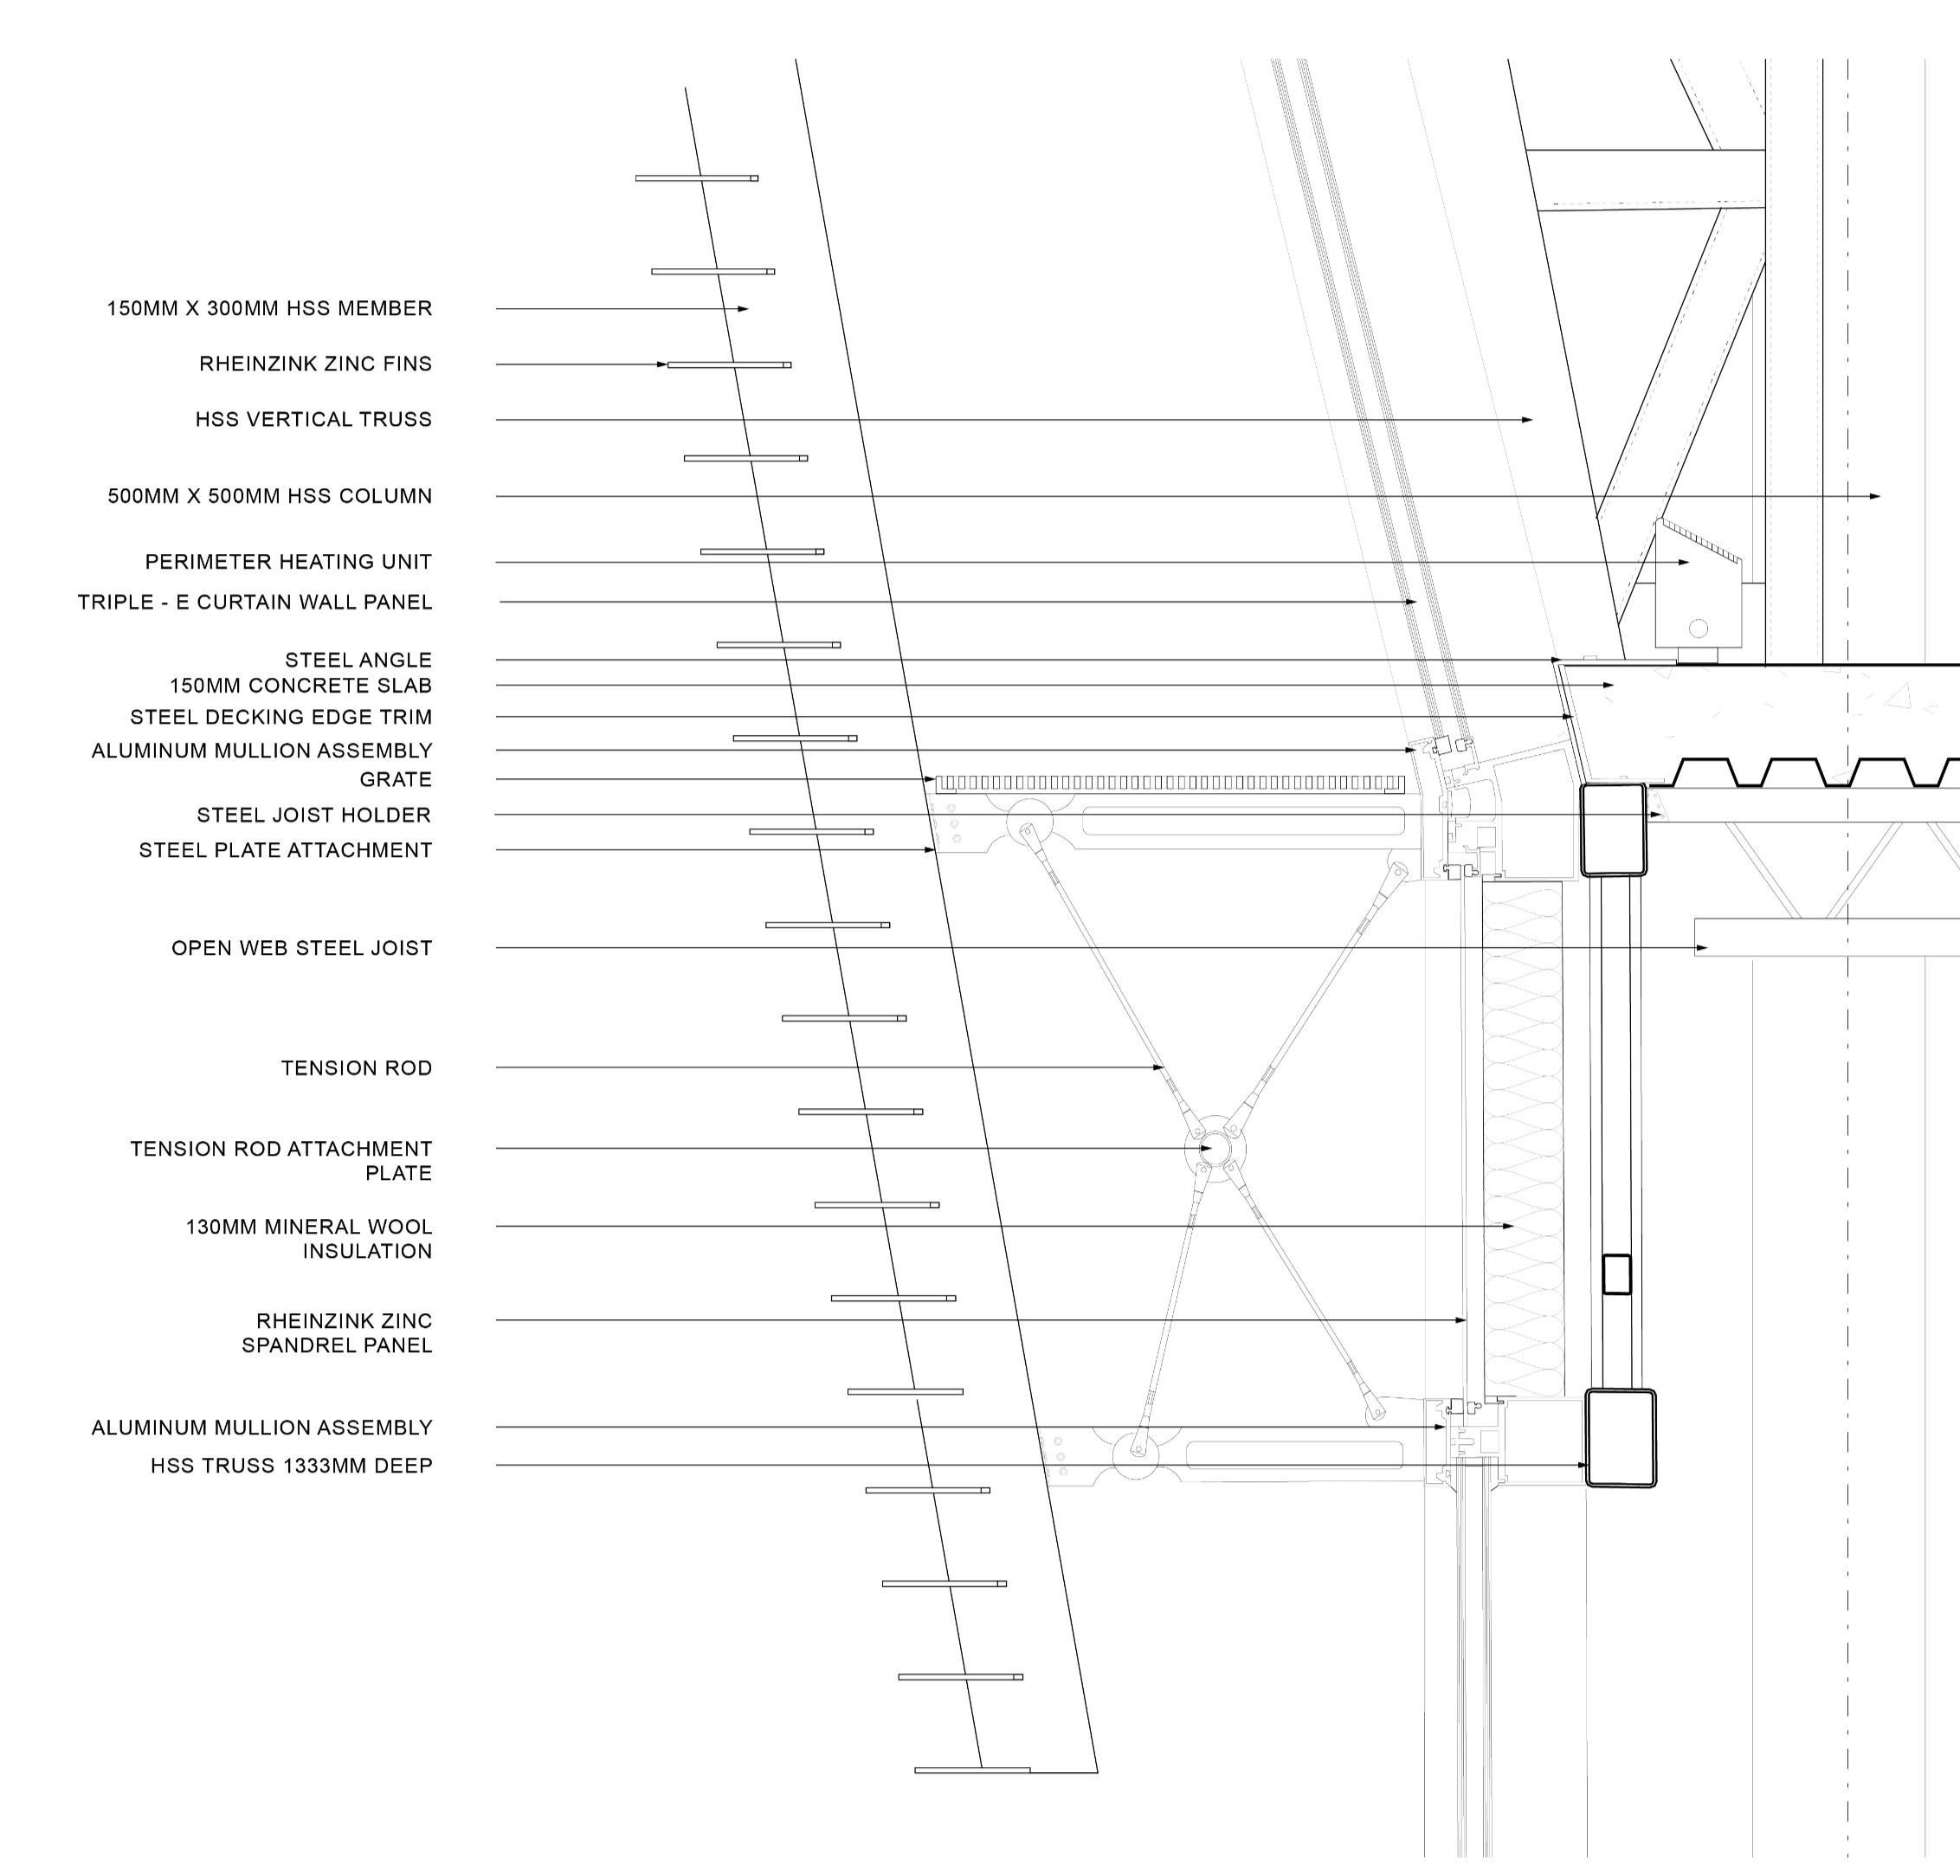 150MM X 300MM HSS MEMBER
RHEINZINK ZINC FINS
HSS VERTICAL TRUSS
500MM X 500MM HSS COLUMN
PERIMETER HEATING UNIT
TRIPLE - E CURTAIN WALL PANEL
STEEL ANGLE
150MM CONCRETE SLAB
STEEL DECKING EDGE TRIM
ALUMINUM MULLION ASSEMBLY
GRATE
STEEL JOIST HOLDER
STEEL PLATE ATTACHMENT
OPEN WEB STEEL JOIST
TENSION ROD
TENSION ROD ATTACHMENT
PLATE
130MM MINERAL WOOL
INSULATION
RHEINZINK ZINC
SPANDREL PANEL
ALUMINUM MULLION ASSEMBLY
HSS TRUSS 1333MM DEEP